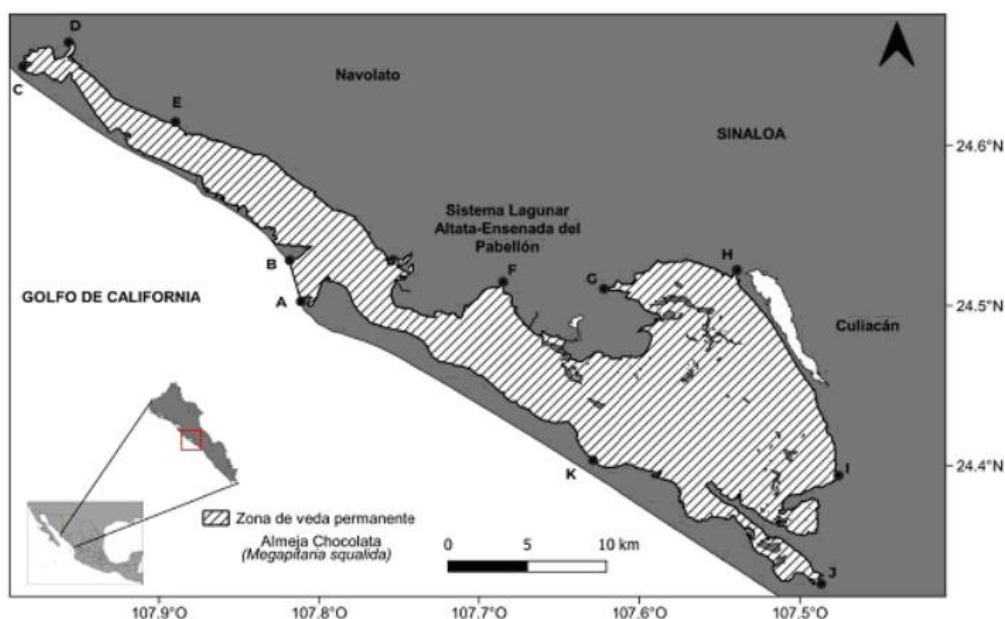 D
C
Navolato
E
SINALOA
24.6°N
Sistema Lagunar
Altata-Ensenada del
Pabellón
B
F
G
H
GOLFO DE CALIFORNIA
A
24.5°N
Culiacán
K
I
24.4°N
Zona de veda permanente
Almeja Chocolata
(Megapitaria squalida)
0 5 10 km
J
107.9°O 107.8°O 107.7°O 107.6°O 107.5°O